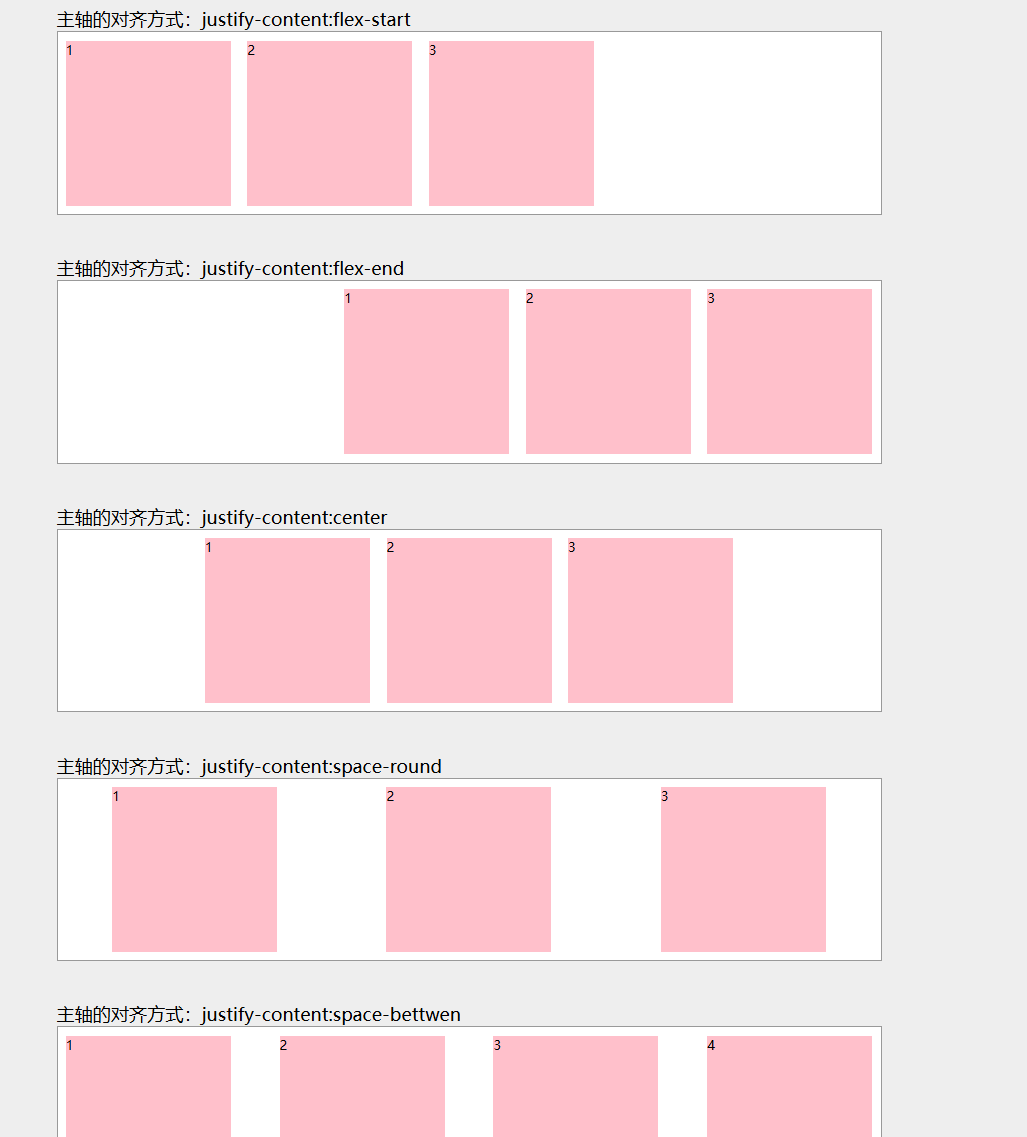 主轴的对齐方式：justify-content:flex-start
1 2 3
主轴的对齐方式：justify-content:flex-end
1 2 3
主轴的对齐方式：justify-content:center
1 2 3
主轴的对齐方式：justify-content:space-round
1 2 3
主轴的对齐方式：justify-content:space-bettwen
1 2 3 4